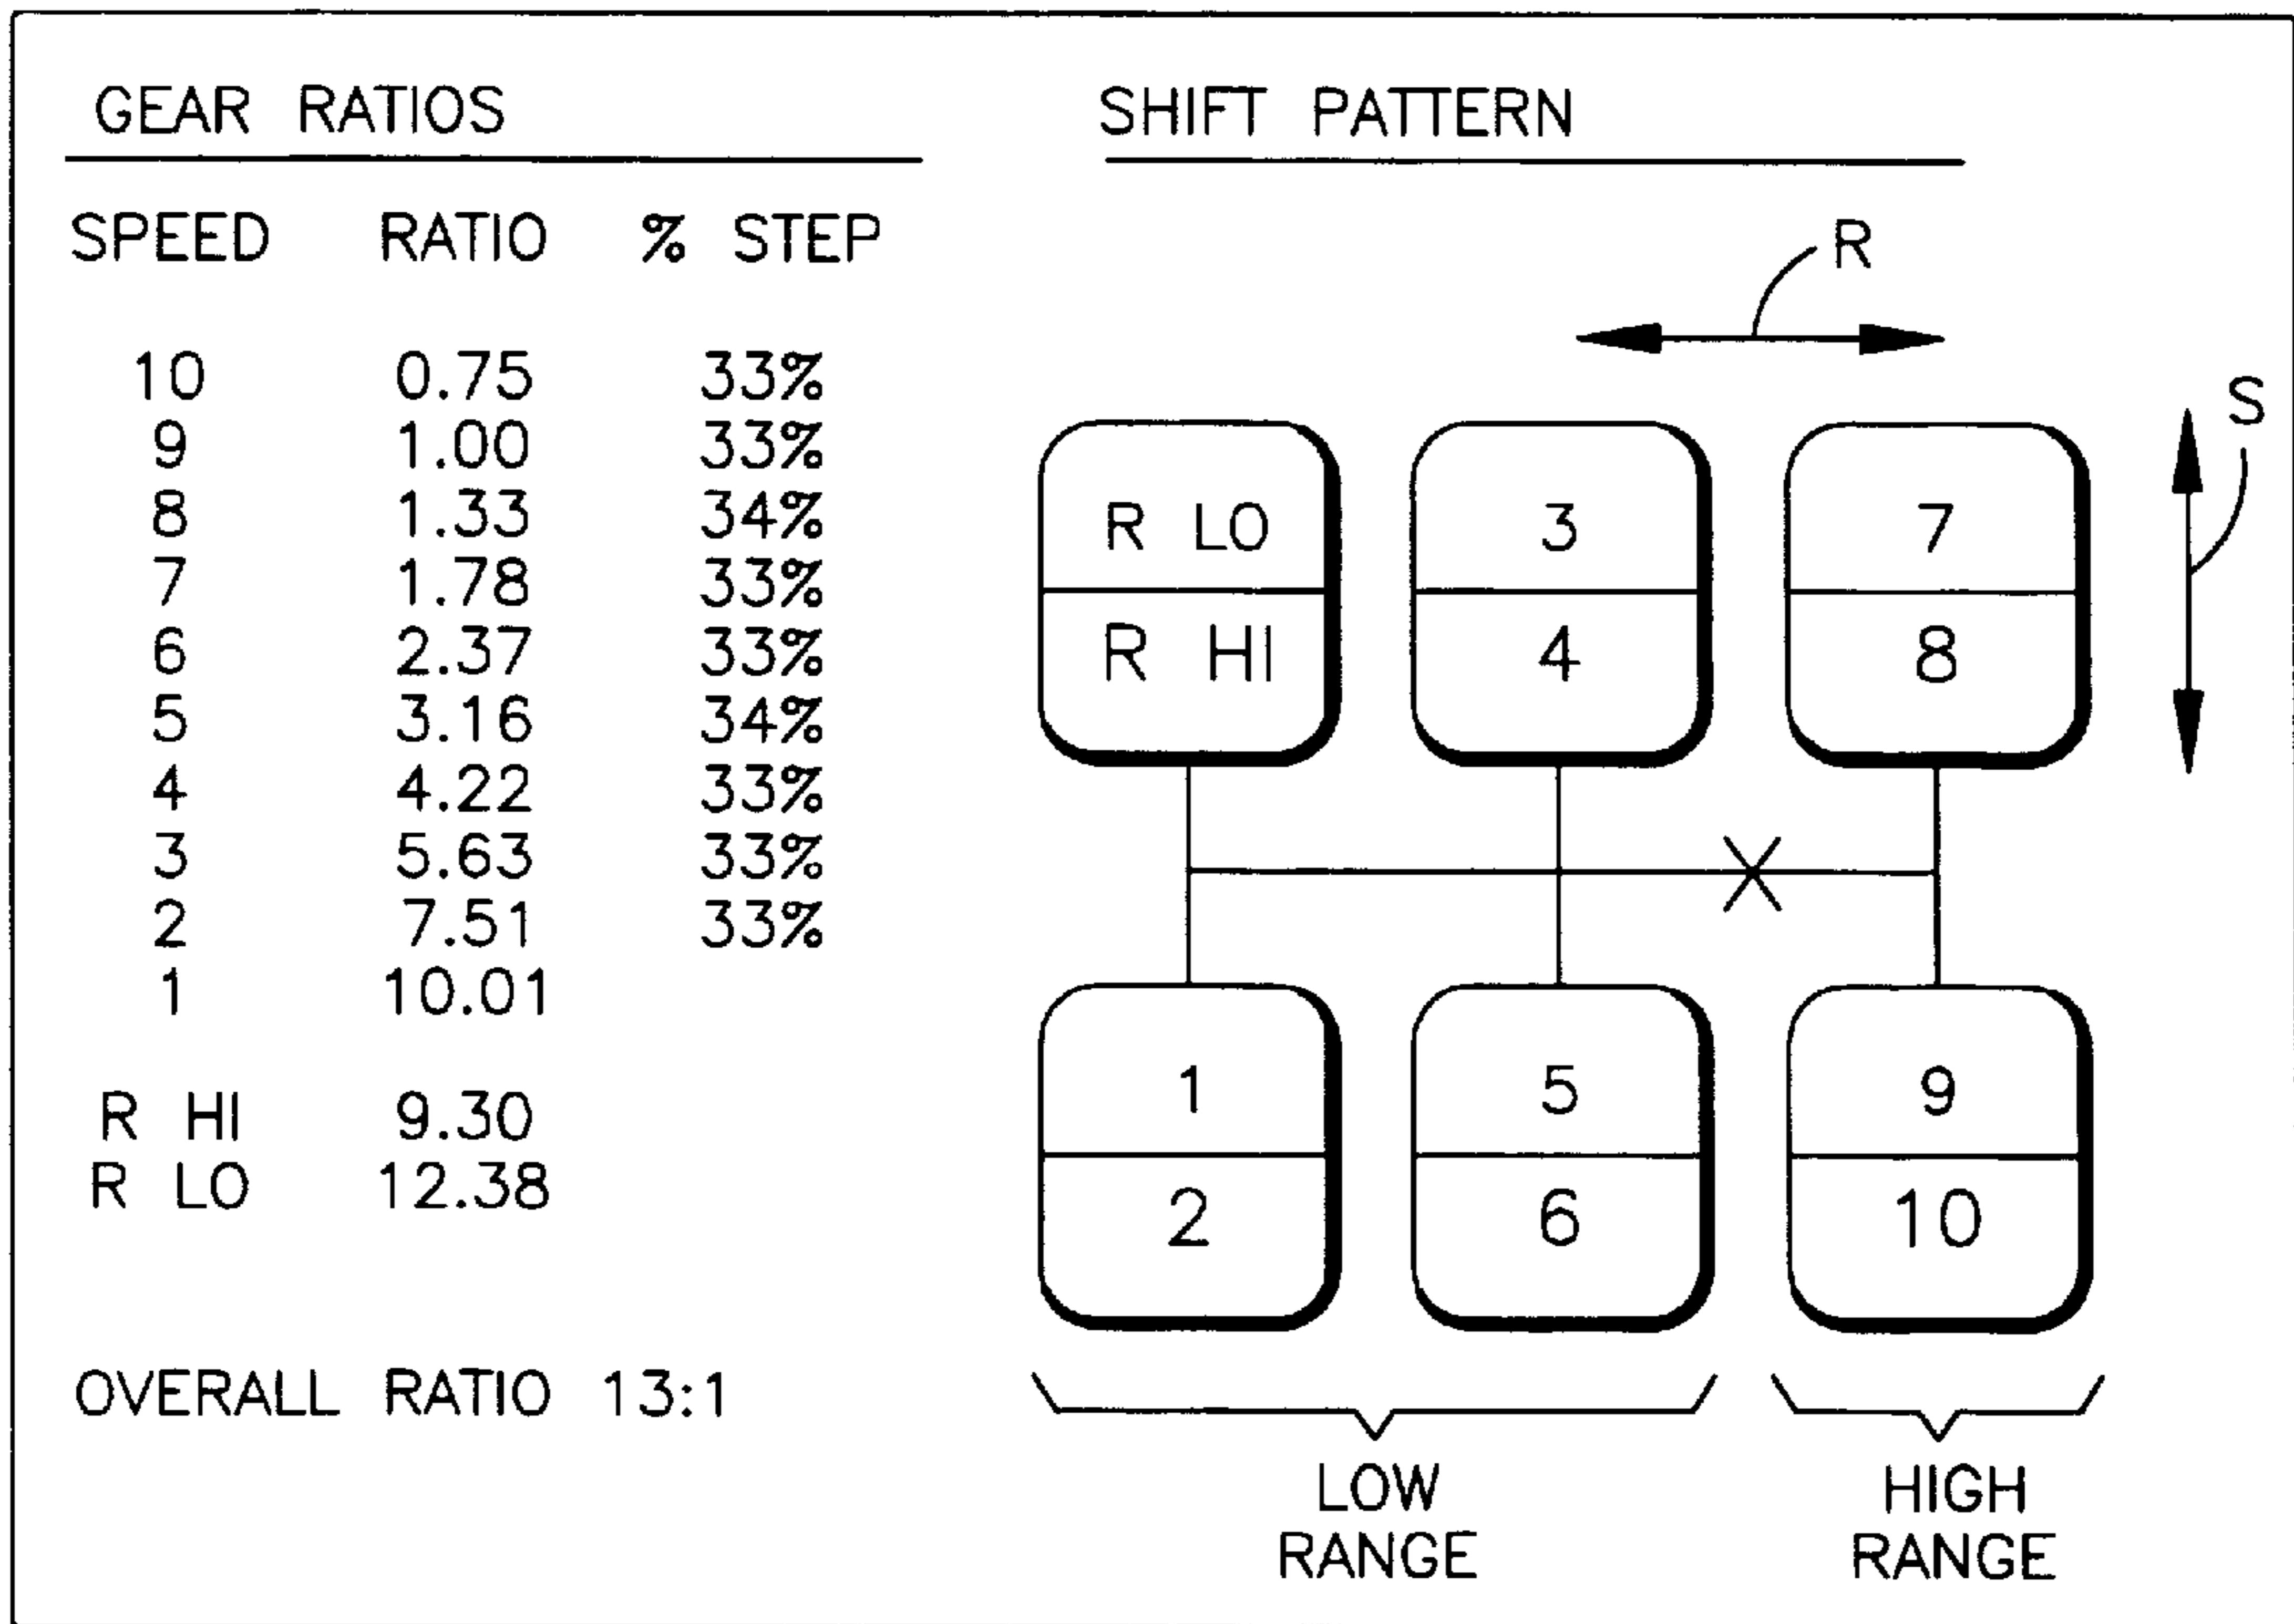 GEAR RATIOS
SPEED RATIO % STEP
10 0.75 33%
9 1.00 33%
8 1.33 34%
7 1.78 33%
6 2.37 33%
5 3.16 34%
4 4.22 33%
3 5.63 33%
2 7.51 33%
1 10.01
R HI 9.30
R LO 12.38
OVERALL RATIO 13:1
SHIFT PATTERN
R
S
R LO 3 7
R HI 4 8
X
1 5 9
2 6 10
LOW
RANGE
HIGH
RANGE